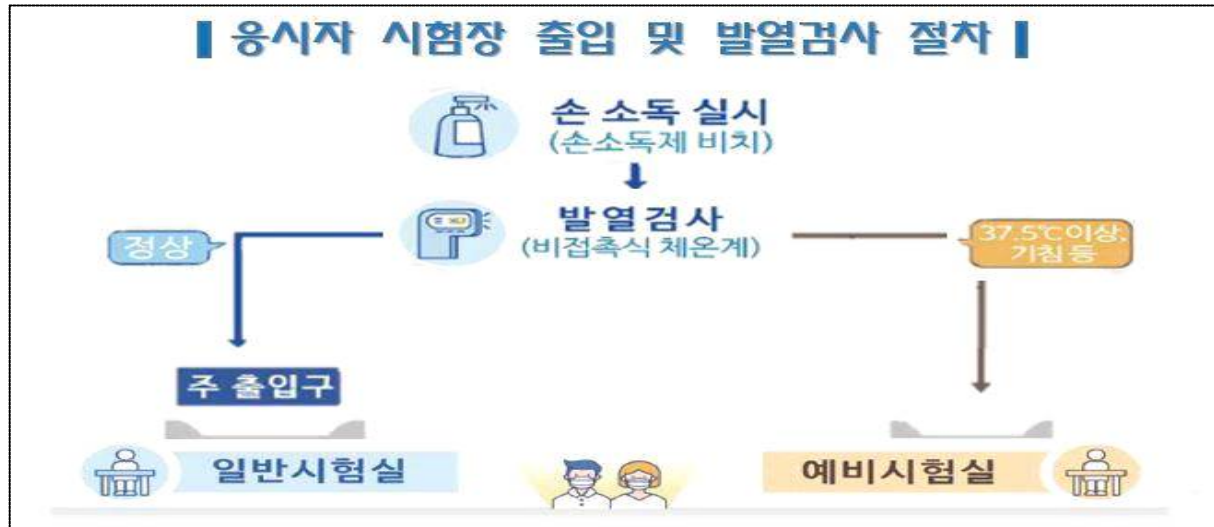 응시자 시험장 출입 및 발열검사 절차
손 소독 실시
(손소독제 비치)
발열검사
(비접촉식 체온계)
정상
37.5℃이상,
기침 등
주 출입구
일반시험실
예비시험실